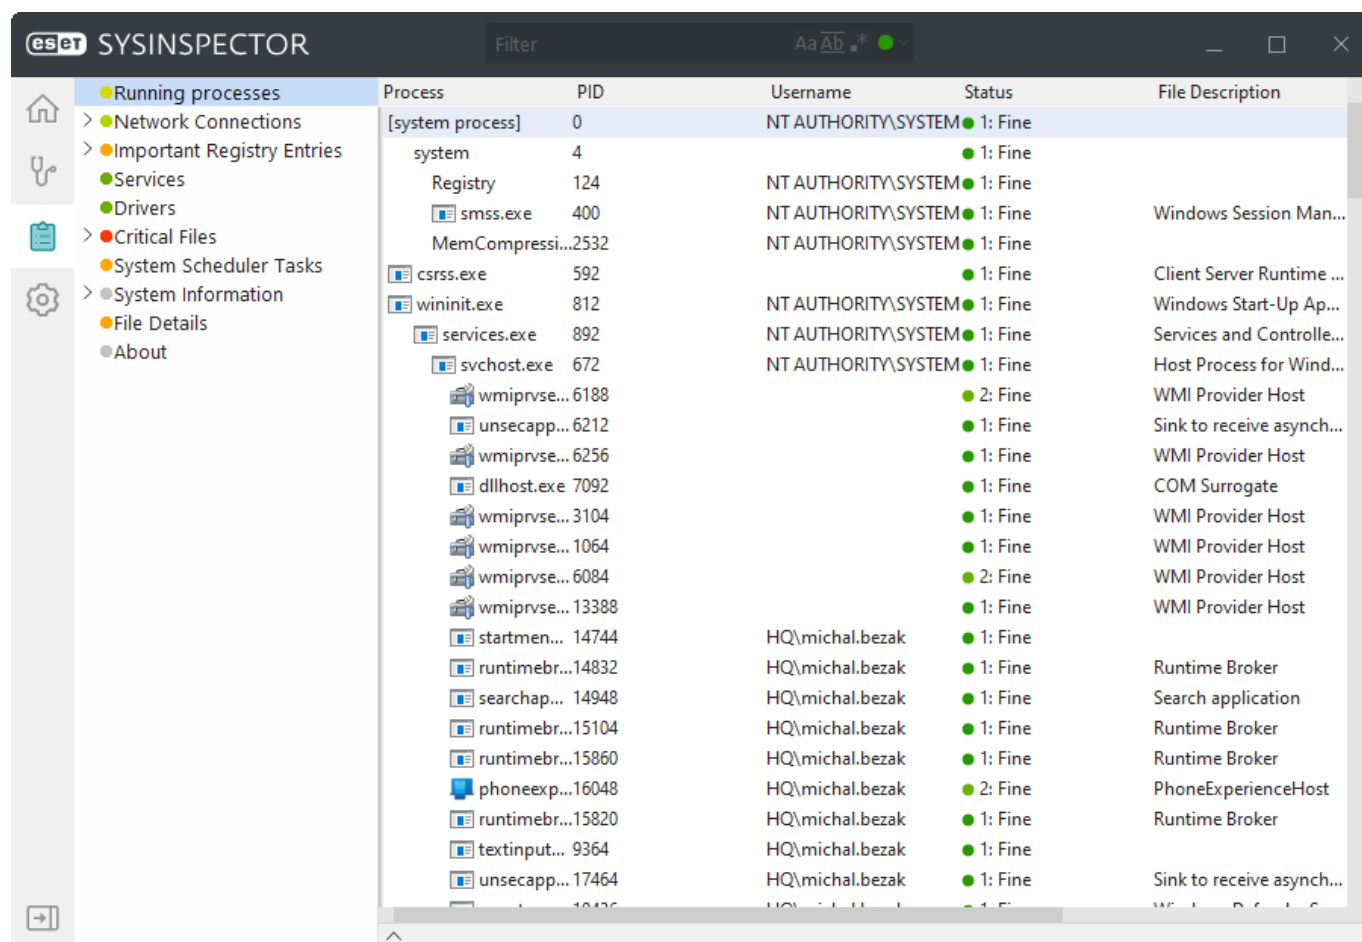 eseт SYSINSPECTOR
Filter Aa Ab .*
Running processes
Network Connections
Important Registry Entries
Services
Drivers
Critical Files
System Scheduler Tasks
System Information
File Details
About
Process PID Username Status File Description
[system process] 0 NT AUTHORITY\SYSTEM 1: Fine
system 4 1: Fine
Registry 124 NT AUTHORITY\SYSTEM 1: Fine
smss.exe 400 NT AUTHORITY\SYSTEM 1: Fine Windows Session Man...
MemCompressi... 2532 NT AUTHORITY\SYSTEM 1: Fine
csrss.exe 592 1: Fine Client Server Runtime ...
wininit.exe 812 NT AUTHORITY\SYSTEM 1: Fine Windows Start-Up Ap...
services.exe 892 NT AUTHORITY\SYSTEM 1: Fine Services and Controlle...
svchost.exe 672 NT AUTHORITY\SYSTEM 1: Fine Host Process for Wind...
wmiprvse... 6188 2: Fine WMI Provider Host
unsecapp... 6212 1: Fine Sink to receive asynch...
wmiprvse... 6256 1: Fine WMI Provider Host
dllhost.exe 7092 1: Fine COM Surrogate
wmiprvse... 3104 1: Fine WMI Provider Host
wmiprvse... 1064 1: Fine WMI Provider Host
wmiprvse... 6084 2: Fine WMI Provider Host
wmiprvse... 13388 1: Fine WMI Provider Host
startmen... 14744 HQ\michal.bezak 1: Fine
runtimebr... 14832 HQ\michal.bezak 1: Fine Runtime Broker
searchap... 14948 HQ\michal.bezak 1: Fine Search application
runtimebr... 15104 HQ\michal.bezak 1: Fine Runtime Broker
runtimebr... 15860 HQ\michal.bezak 1: Fine Runtime Broker
phoneexp... 16048 HQ\michal.bezak 2: Fine PhoneExperienceHost
runtimebr... 15820 HQ\michal.bezak 1: Fine Runtime Broker
textinput... 9364 HQ\michal.bezak 1: Fine
unsecapp... 17464 HQ\michal.bezak 1: Fine Sink to receive asynch...